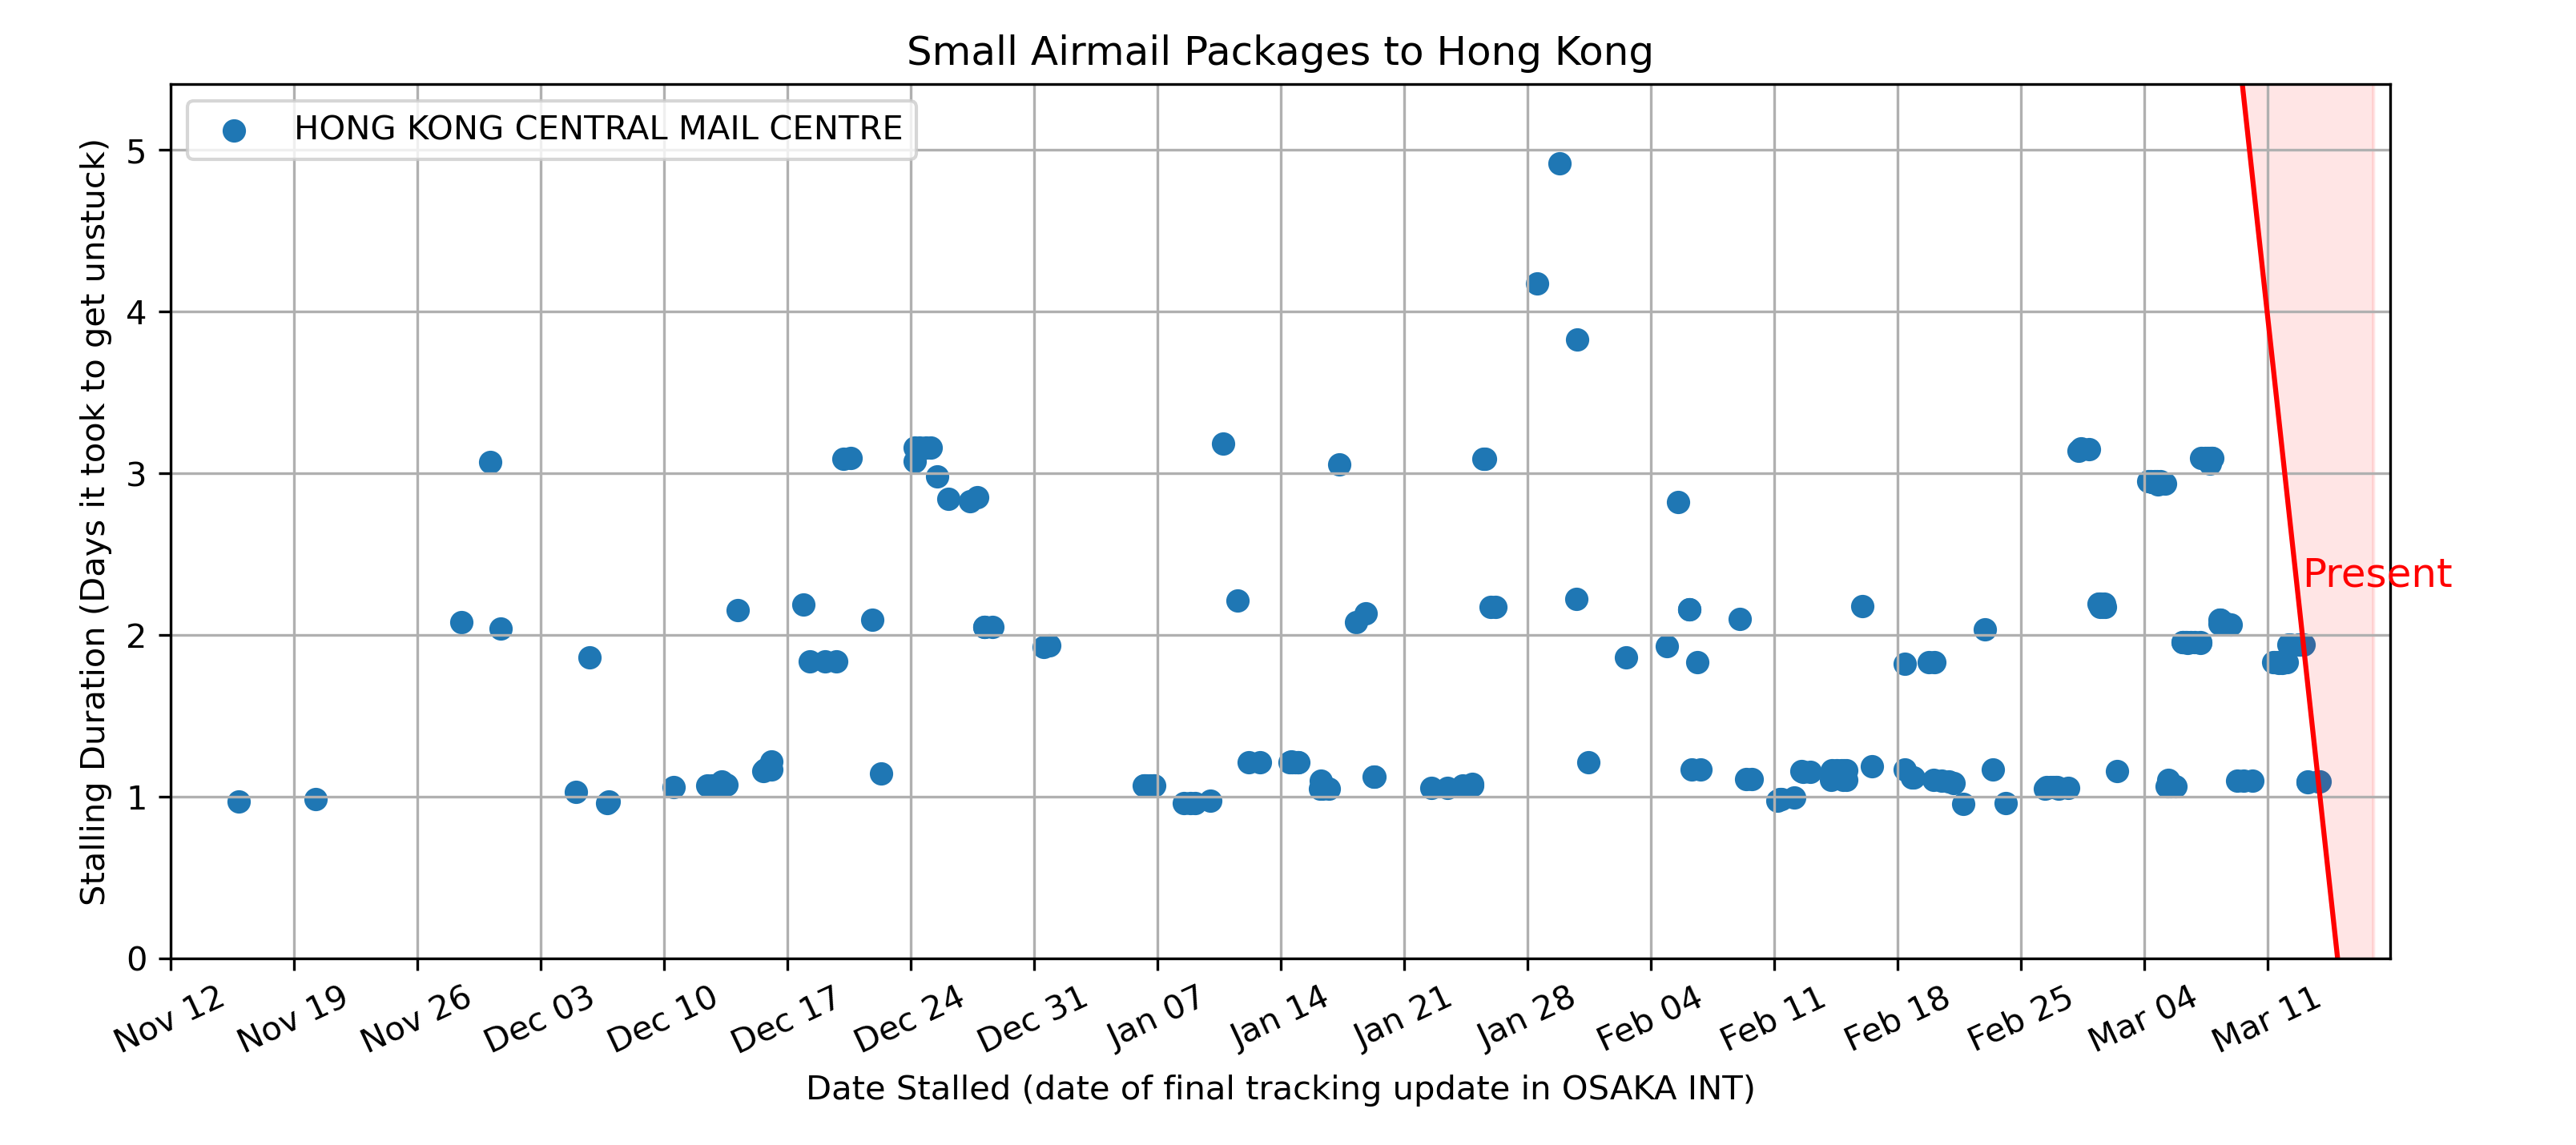 Small Airmail Packages to Hong Kong
HONG KONG CENTRAL MAIL CENTRE
Stalling Duration (Days it took to get unstuck)
5
4
3
2
1
0
Present
Nov 12
Nov 19
Nov 26
Dec 03
Dec 10
Dec 17
Dec 24
Dec 31
Jan 07
Jan 14
Jan 21
Jan 28
Feb 04
Feb 11
Feb 18
Feb 25
Mar 04
Mar 11
Date Stalled (date of final tracking update in OSAKA INT)